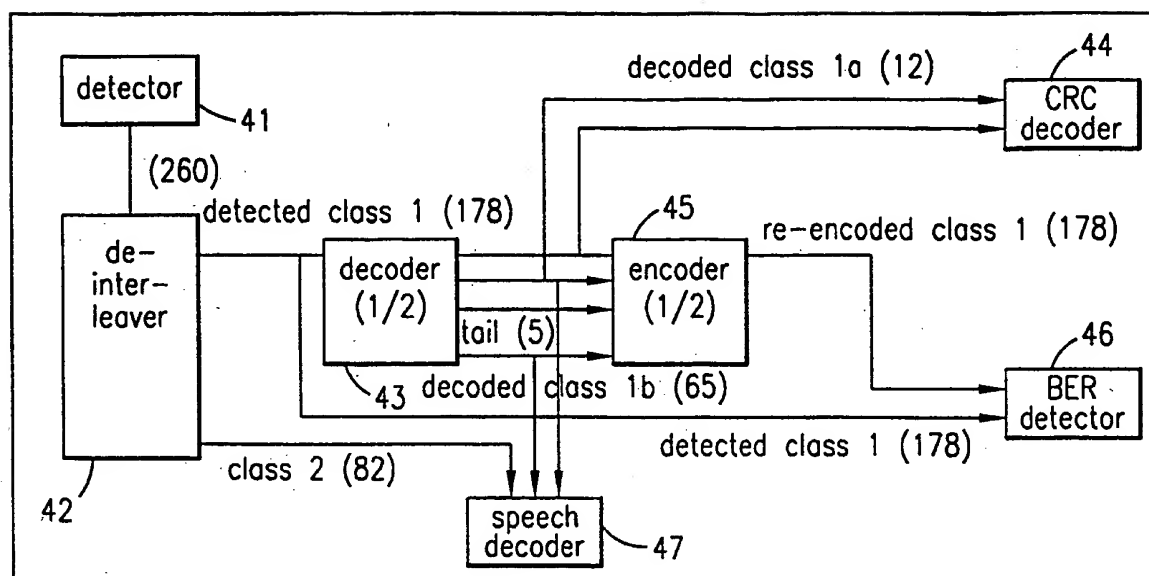 detector
41
(260)
de-
inter-
leaver
42
detected class 1 (178)
decoder
(1/2)
43
tail (5)
decoded class 1b (65)
45
encoder
(1/2)
decoded class 1a (12)
44
CRC
decoder
re-encoded class 1 (178)
46
BER
detector
detected class 1 (178)
class 2 (82)
speech
decoder
47